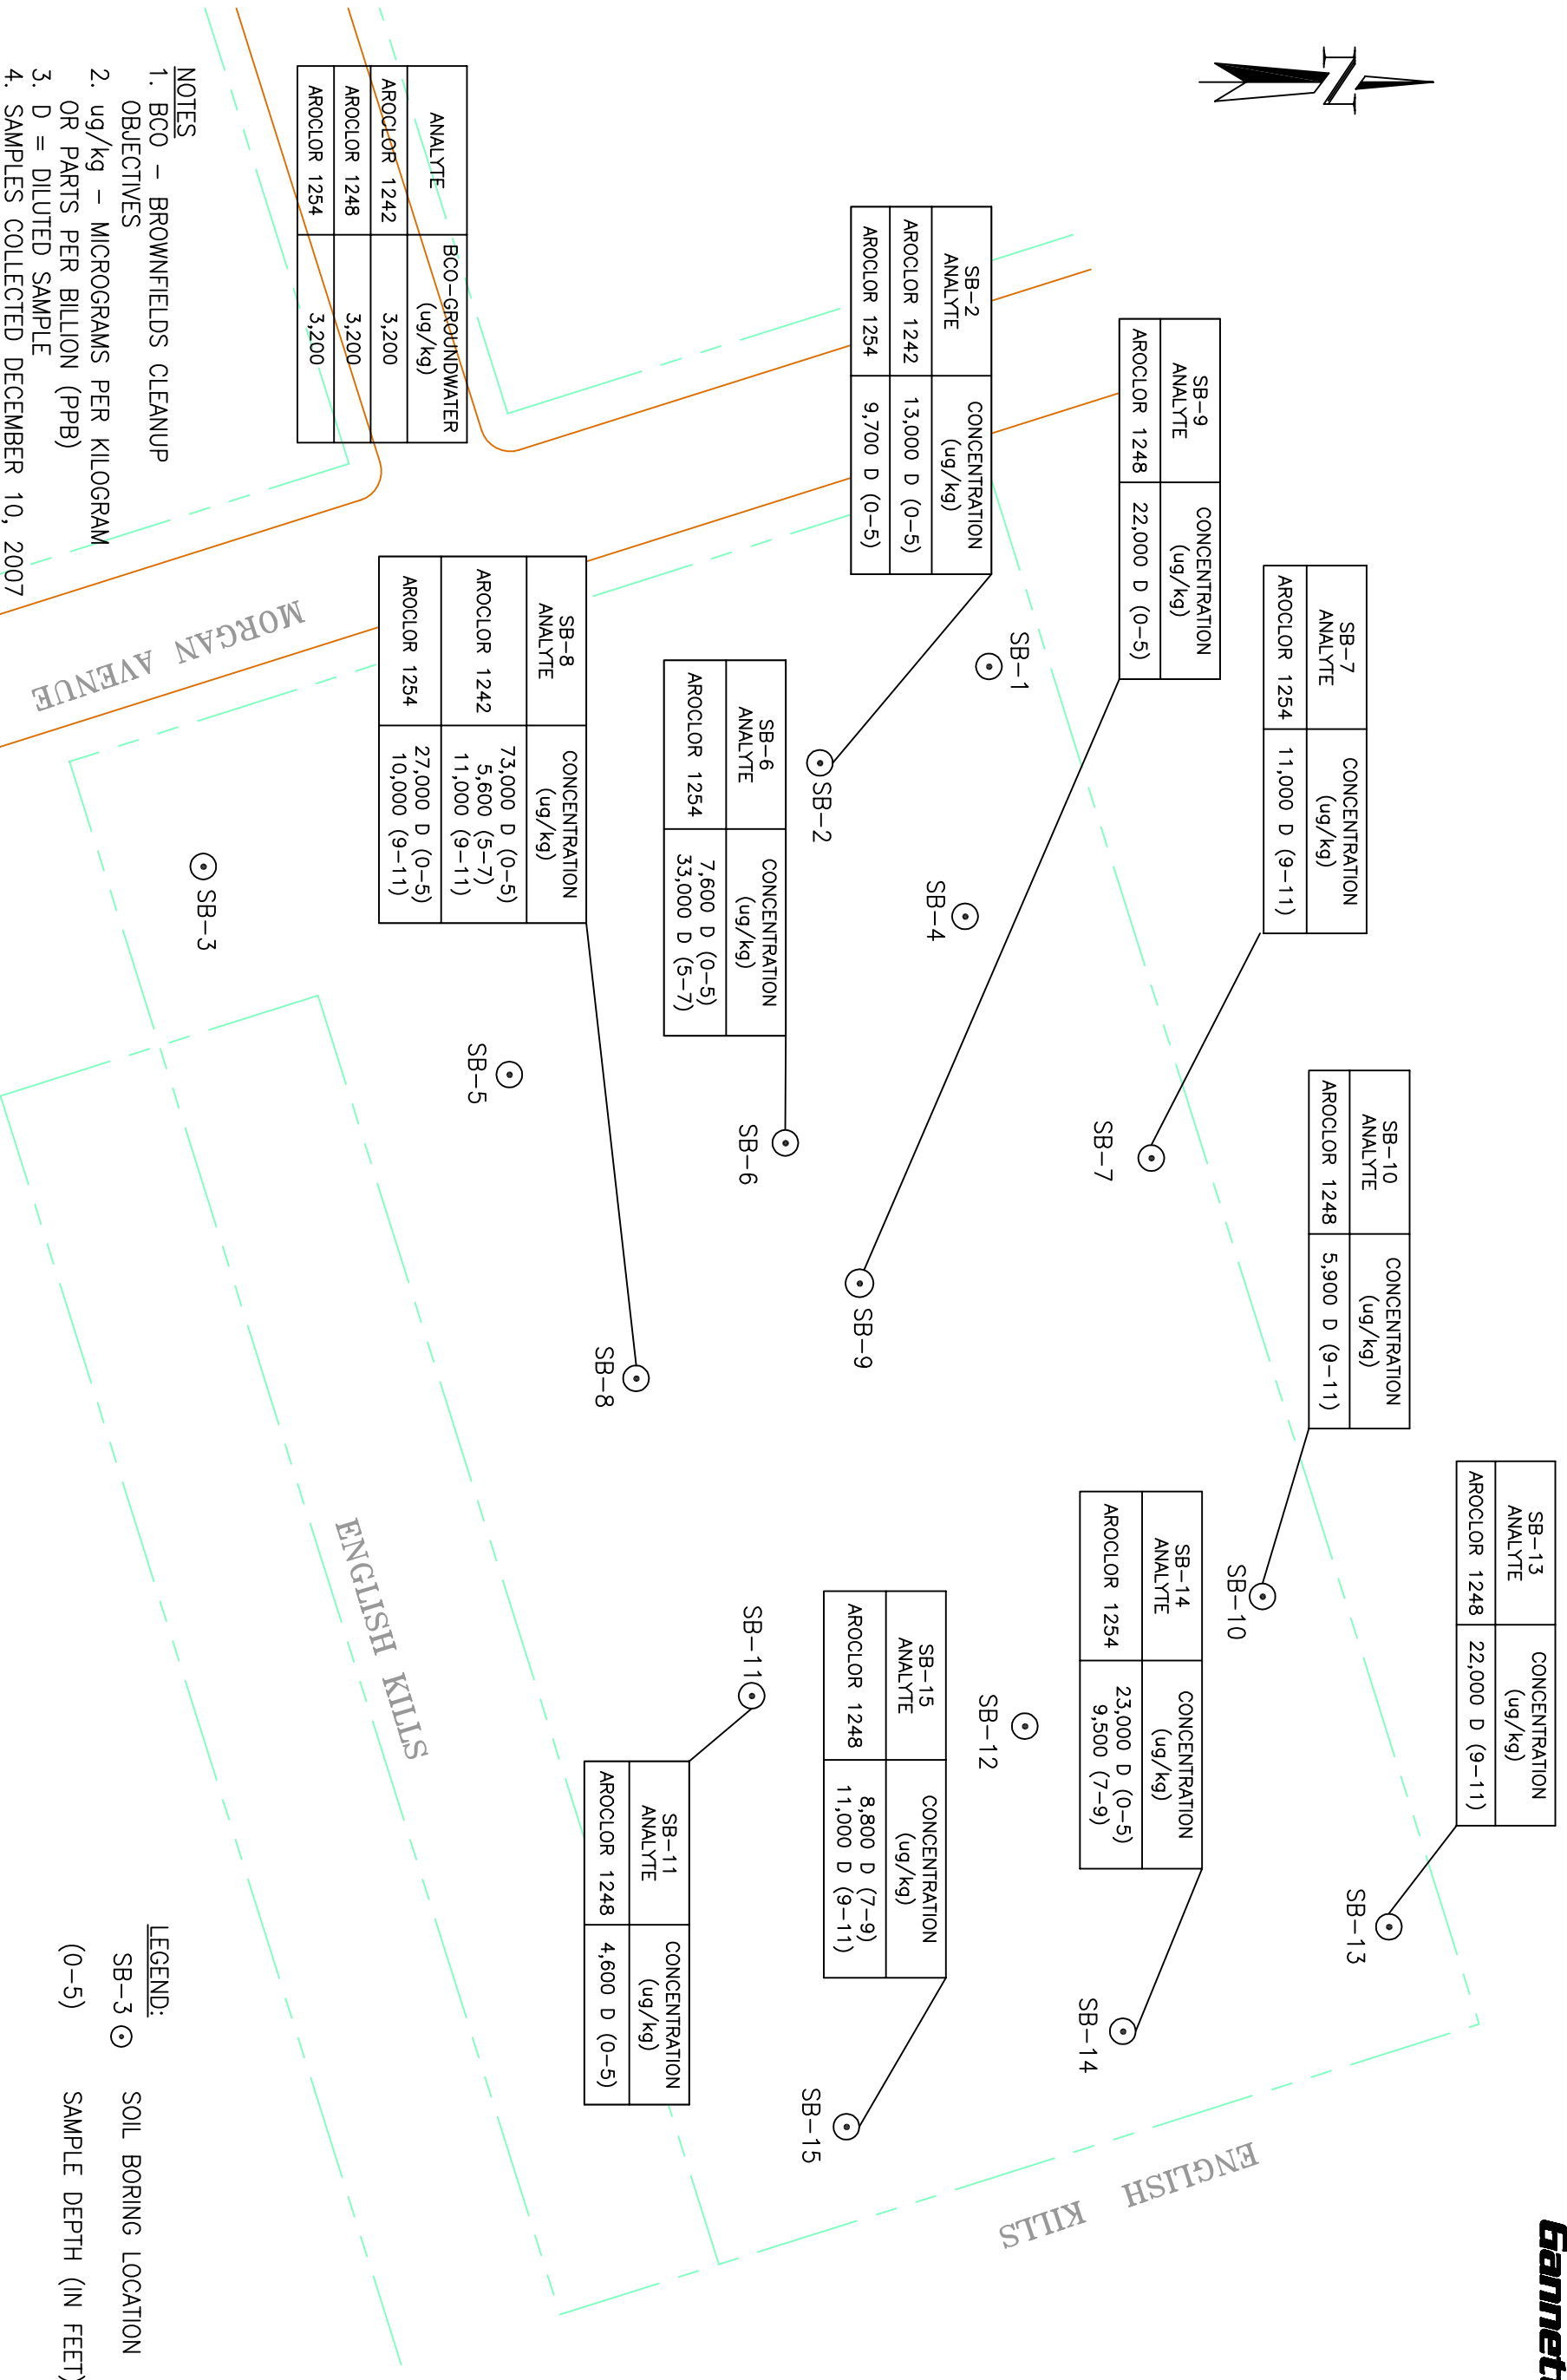 Gannet
SB-13
ANALYTE
CONCENTRATION
(ug/kg)
AROCLOR 1248
22,000 D (9-11)
SB-10
ANALYTE
CONCENTRATION
(ug/kg)
AROCLOR 1248
5,900 D (9-11)
SB-7
ANALYTE
CONCENTRATION
(ug/kg)
AROCLOR 1254
11,000 D (9-11)
SB-9
ANALYTE
CONCENTRATION
(ug/kg)
AROCLOR 1248
22,000 D (0-5)
SB-14
ANALYTE
CONCENTRATION
(ug/kg)
AROCLOR 1254
23,000 D (0-5)
9,500 (7-9)
SB-2
ANALYTE
CONCENTRATION
(ug/kg)
AROCLOR 1242
13,000 D (0-5)
AROCLOR 1254
9,700 D (0-5)
SB-15
ANALYTE
CONCENTRATION
(ug/kg)
AROCLOR 1248
8,800 D (7-9)
11,000 D (9-11)
SB-6
ANALYTE
CONCENTRATION
(ug/kg)
AROCLOR 1254
7,600 D (0-5)
33,000 D (5-7)
SB-11
ANALYTE
CONCENTRATION
(ug/kg)
AROCLOR 1248
4,600 D (0-5)
SB-8
ANALYTE
CONCENTRATION
(ug/kg)
AROCLOR 1242
73,000 D (0-5)
5,600 (5-7)
11,000 (9-11)
AROCLOR 1254
27,000 D (0-5)
10,000 (9-11)
SB-13
SB-10
SB-7
SB-14
SB-1
SB-12
SB-4
SB-9
SB-2
SB-15
SB-6
SB-11
SB-8
SB-5
SB-3
ENGLISH KILLS
ENGLISH KILLS
MORGAN AVENUE
ANALYTE
BCO-GROUNDWATER
(ug/kg)
AROCLOR 1242
3,200
AROCLOR 1248
3,200
AROCLOR 1254
3,200
NOTES
1. BCO - BROWNFIELDS CLEANUP
OBJECTIVES
2. ug/kg - MICROGRAMS PER KILOGRAM
OR PARTS PER BILLION (PPB)
3. D = DILUTED SAMPLE
4. SAMPLES COLLECTED DECEMBER 10, 2007
LEGEND:
SB-3 SOIL BORING LOCATION
(0-5) SAMPLE DEPTH (IN FEET)